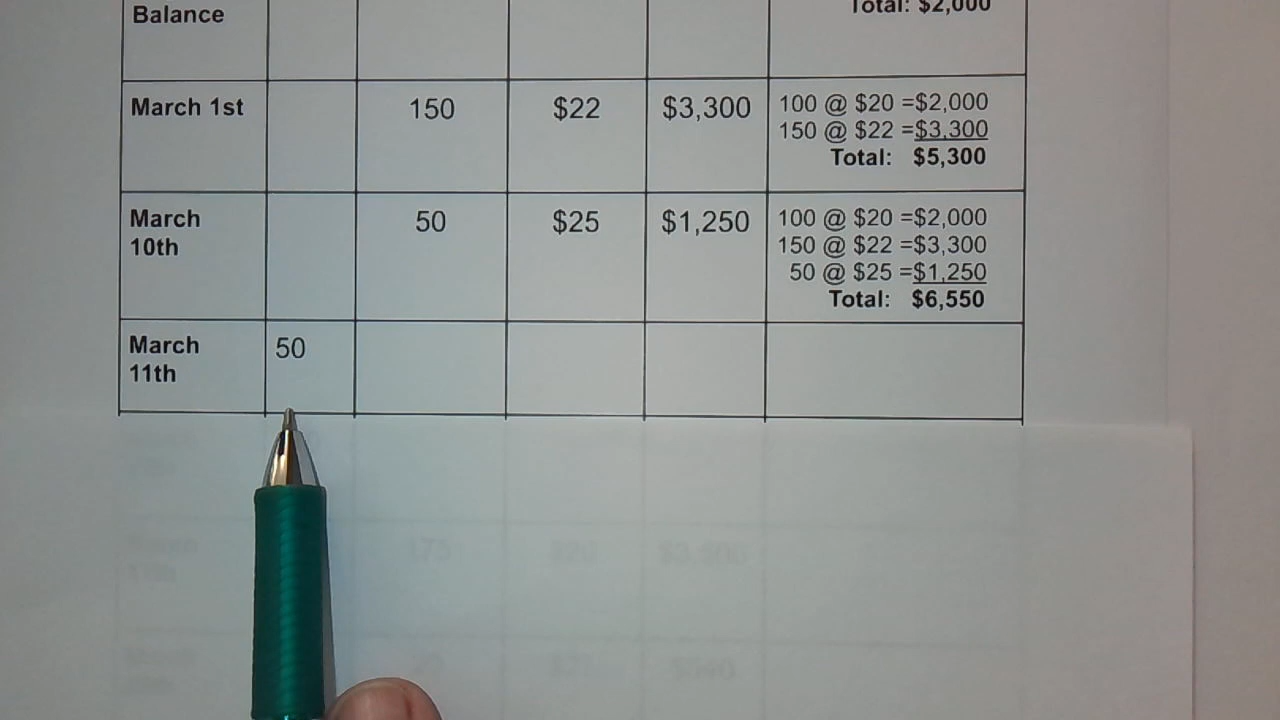 Balance
Total: $2,000
March 1st 150 $22 $3,300 100 @ $20 =$2,000
150 @ $22 =$3,300
Total: $5,300
March 50 $25 $1,250 100 @ $20 =$2,000
10th 150 @ $22 =$3,300
50 @ $25 =$1,250
Total: $6,550
March 50
11th